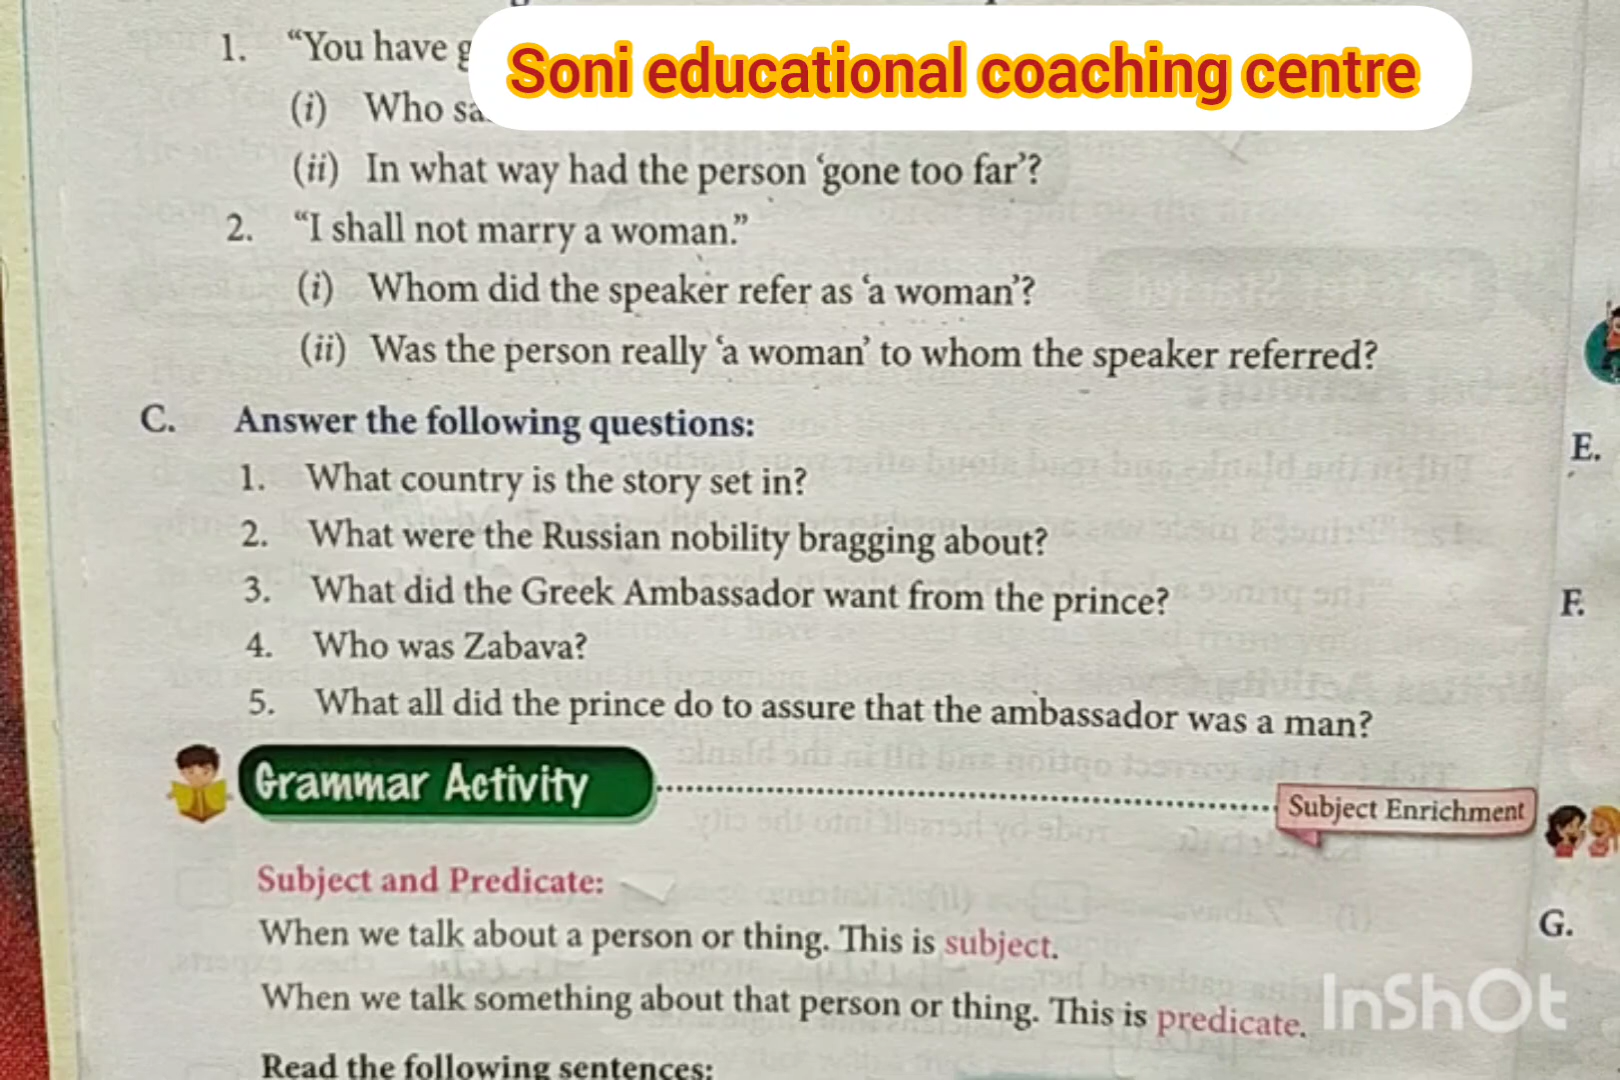 Soni educational coaching centre
1. “You have
(i) Who
(ii) In what way had the person ‘gone too far’?
2. “I shall not marry a woman.”
(i) Whom did the speaker refer as ‘a woman’?
(ii) Was the person really ‘a woman’ to whom the speaker referred?
C. Answer the following questions:
1. What country is the story set in?
2. What were the Russian nobility bragging about?
3. What did the Greek Ambassador want from the prince?
4. Who was Zabava?
5. What all did the prince do to assure that the ambassador was a man?
Grammar Activity
Subject Enrichment
Subject and Predicate:
When we talk about a person or thing. This is subject.
When we talk something about that person or thing. This is predicate.
Read the following sentences:
E.
F.
G.
InShOt